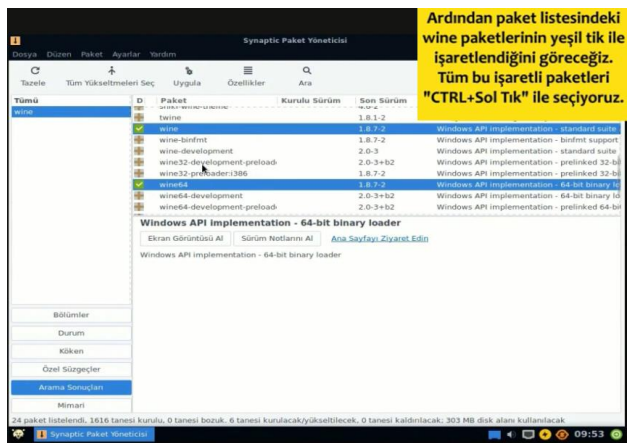 Ardından paket listesindeki
wine paketlerinin yeşil tik ile
işaretlendiğini göreceğiz.
Tüm bu işaretli paketleri
"CTRL+Sol Tık" ile seçiyoruz.
Synaptic Paket Yöneticisi
Dosya Düzen Paket Ayarlar Yardım
Tazele Tüm Yükseltmeleri Seç Uygula Özellikler Ara
Tümü
wine
D Paket Kurulu Sürüm Son Sürüm
twine 1.8.1-2
wine 1.8.7-2 Windows API implementation - standard suite
wine-binfmt 1.8.7-2 Windows API implementation - binfmt support
wine-development 2.0-3 Windows API implementation - standard suite
wine32-development-preload 2.0-3+b2 Windows API implementation - prelinked 32-bi
wine32-preloader:i386 1.8.7-2 Windows API implementation - prelinked 32-bi
wine64 1.8.7-2 Windows API implementation - 64-bit binary lo
wine64-development 2.0-3+b2 Windows API implementation - 64-bit binary lo
wine64-development-preload 2.0-3+b2 Windows API implementation - prelinked 64-bi
Windows API implementation - 64-bit binary loader
Ekran Görüntüsü Al Sürüm Notlarını Al Ana Sayfayı Ziyaret Edin
Windows API implementation - 64-bit binary loader
Bölümler
Durum
Köken
Özel Süzgeçler
Arama Sonuçları
Mimari
24 paket listelendi, 1616 tanesi kurulu, 0 tanesi bozuk. 6 tanesi kurulacak/yükseltilecek, 0 tanesi kaldırılacak; 303 MB disk alanı kullanılacak
Synaptic Paket Yöneticisi 09:53